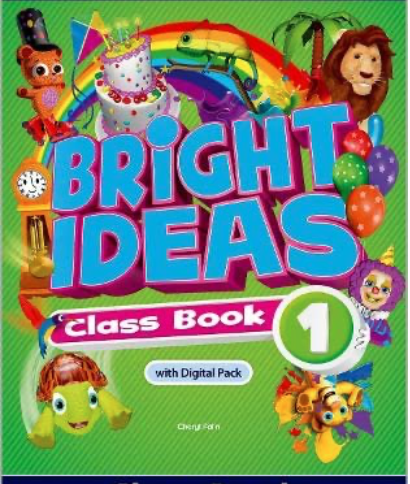 BRIGHT
IDEAS
Class Book 1
with Digital Pack
Cheryl Palin